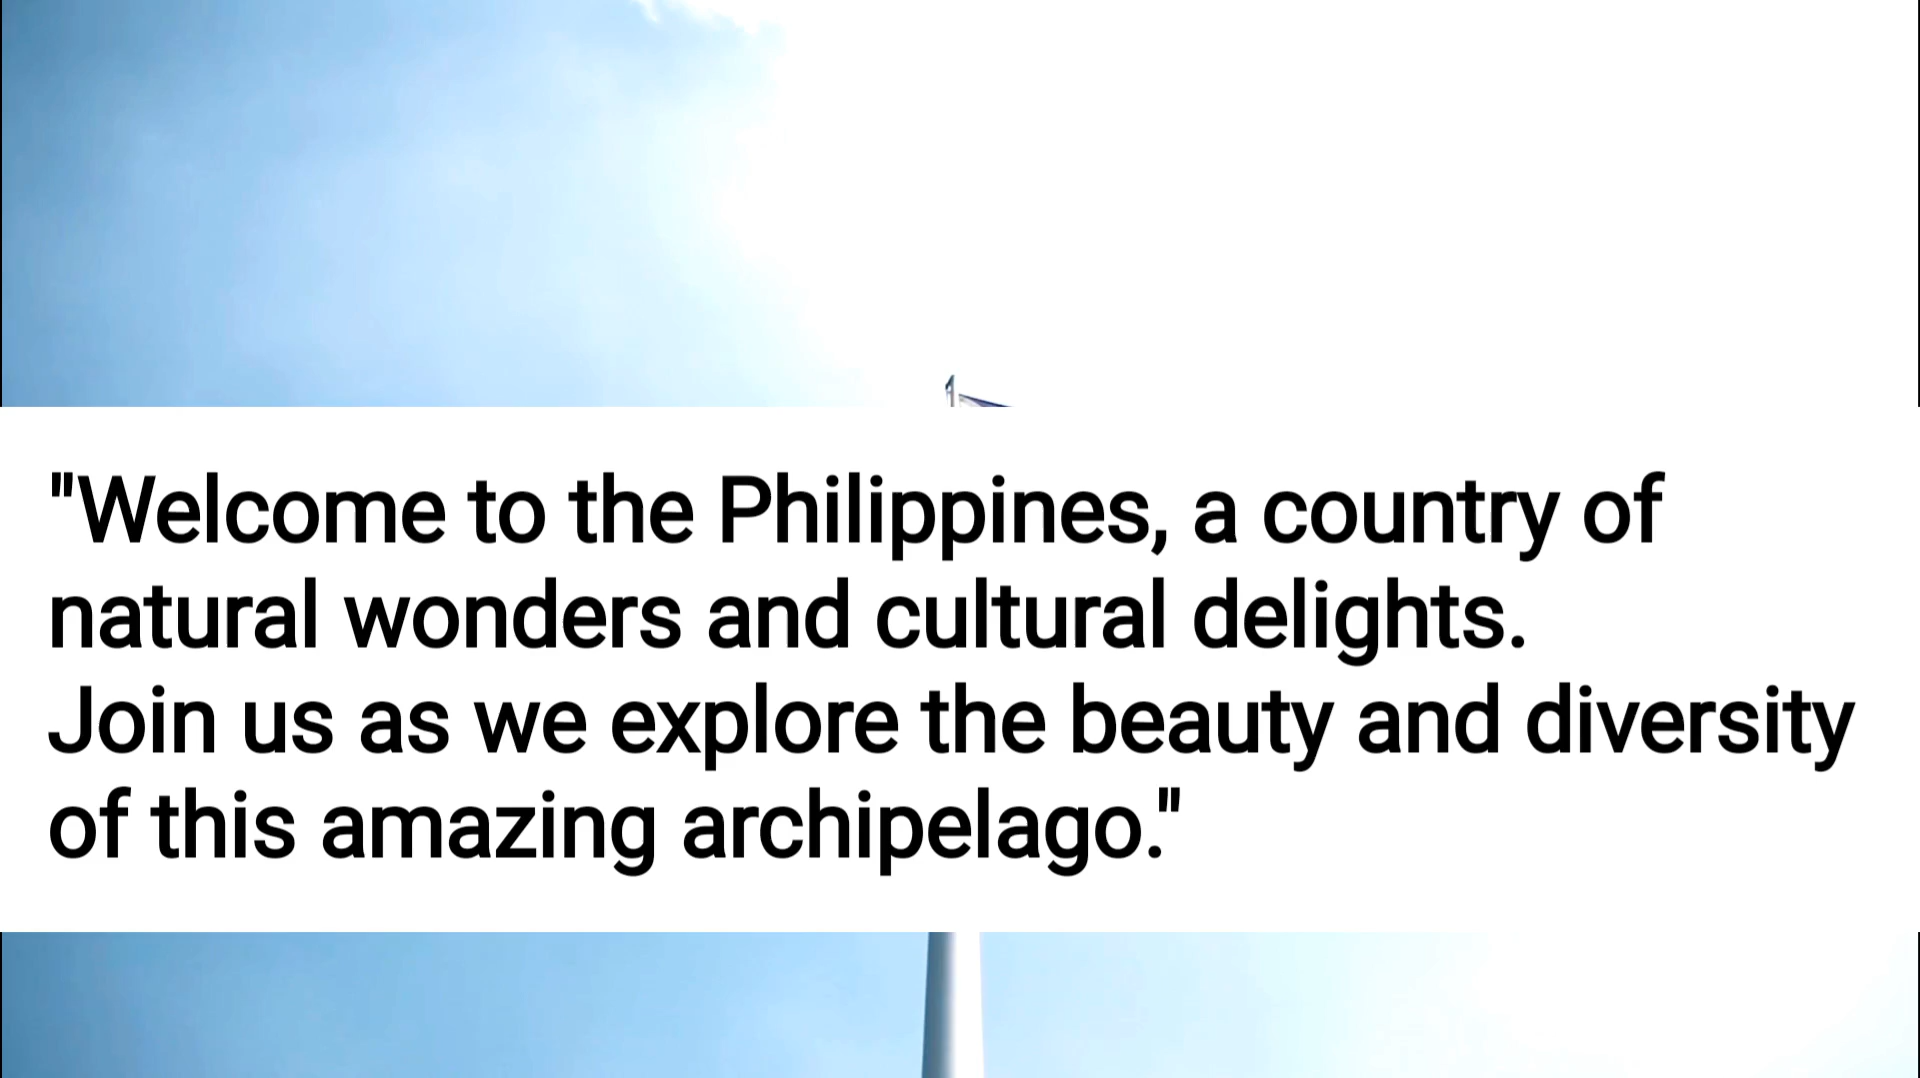 "Welcome to the Philippines, a country of
natural wonders and cultural delights.
Join us as we explore the beauty and diversity
of this amazing archipelago."